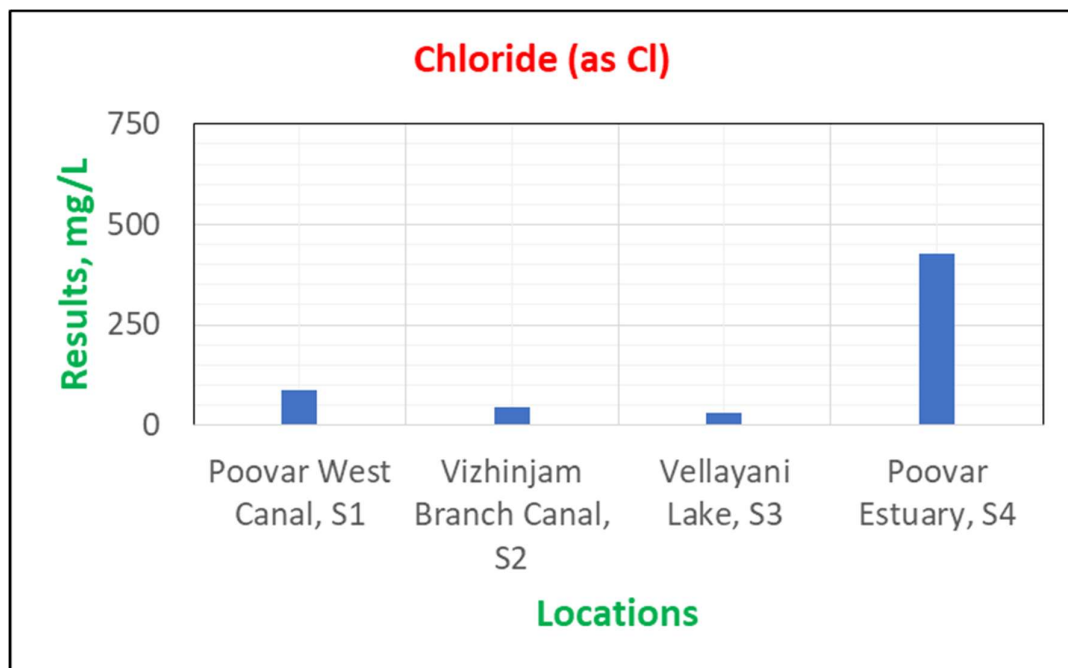 Chloride (as Cl)
Results, mg/L
750
500
250
0
Poovar West
Canal, S1
Vizhinjam
Branch Canal,
S2
Vellayani
Lake, S3
Poovar
Estuary, S4
Locations